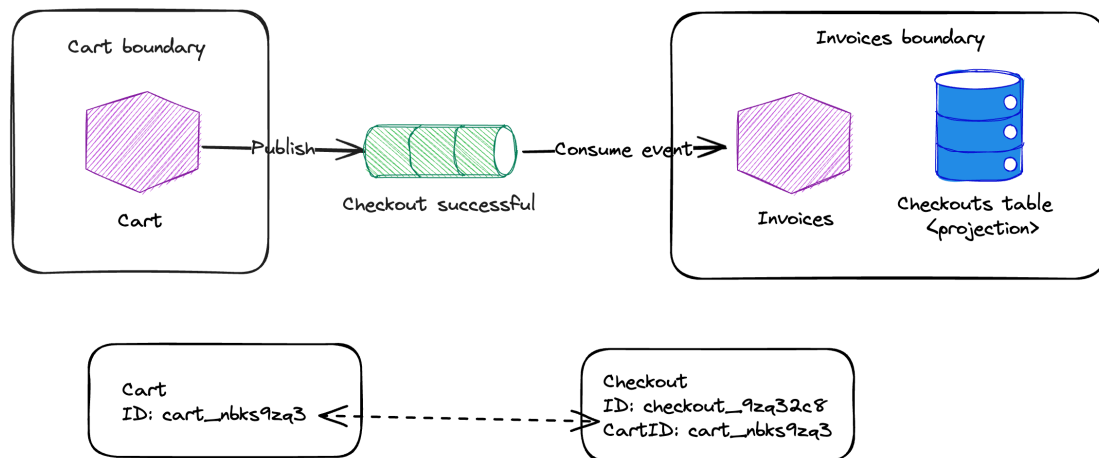 Cart boundary
Invoices boundary
Publish
Consume event
Checkout successful
Cart
Invoices
Checkouts table
<projection>
Cart
ID: cart_nbks9zq3
Checkout
ID: checkout_9zq32c8
CartID: cart_nbks9zq3